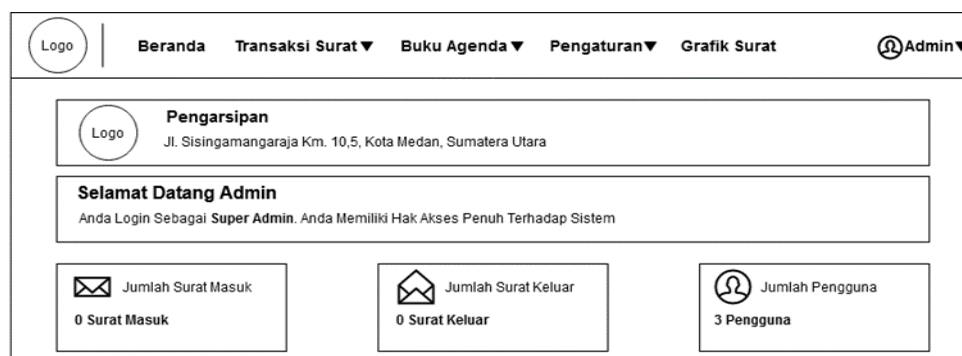 Logo
Beranda Transaksi Surat▼ Buku Agenda▼ Pengaturan▼ Grafik Surat Admin▼
Logo
Pengarsipan
Jl. Sisingamangaraja Km. 10,5, Kota Medan, Sumatera Utara
Selamat Datang Admin
Anda Login Sebagai Super Admin. Anda Memiliki Hak Akses Penuh Terhadap Sistem
Jumlah Surat Masuk
0 Surat Masuk
Jumlah Surat Keluar
0 Surat Keluar
Jumlah Pengguna
3 Pengguna